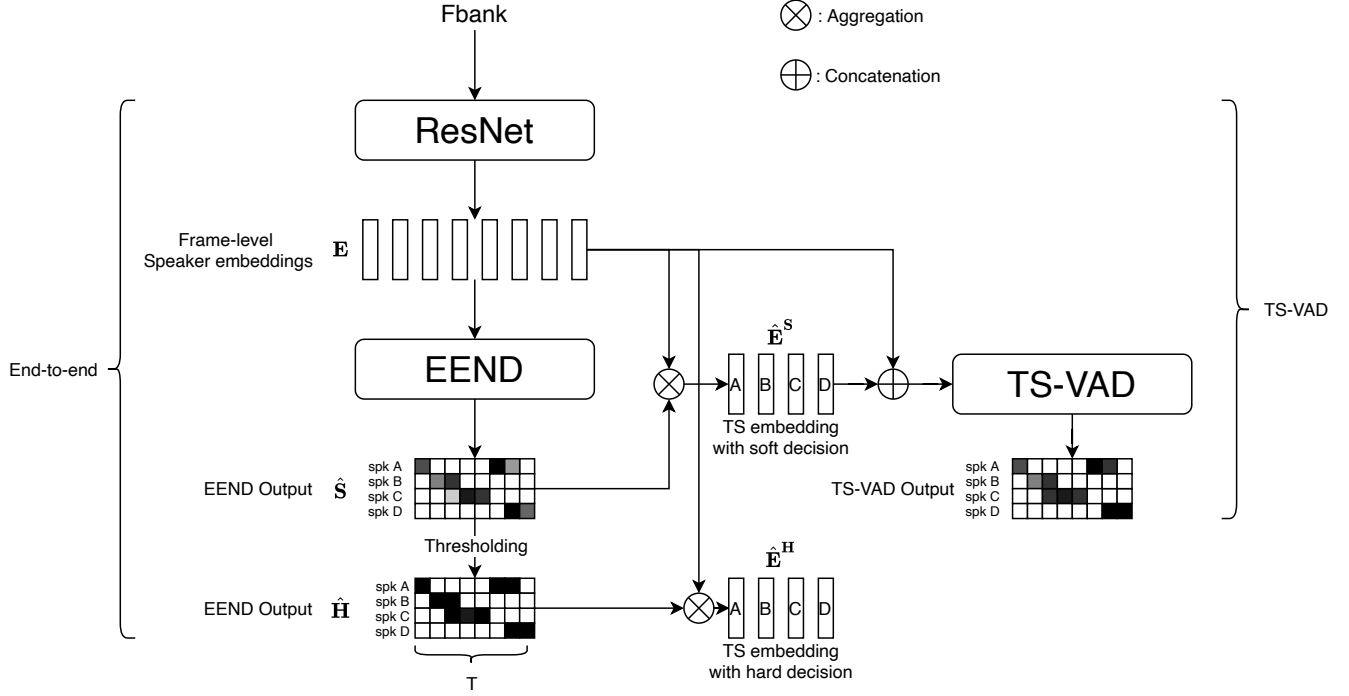 Fbank
: Aggregation
: Concatenation
ResNet
Frame-level
Speaker embeddings
E
EEND
End-to-end
TS-VAD
Ê^S
A B C D
TS embedding
with soft decision
TS-VAD
EEND Output Ŝ
spk A
spk B
spk C
spk D
TS-VAD Output
spk A
spk B
spk C
spk D
Thresholding
EEND Output Ĥ
spk A
spk B
spk C
spk D
Ê^H
A B C D
TS embedding
with hard decision
T